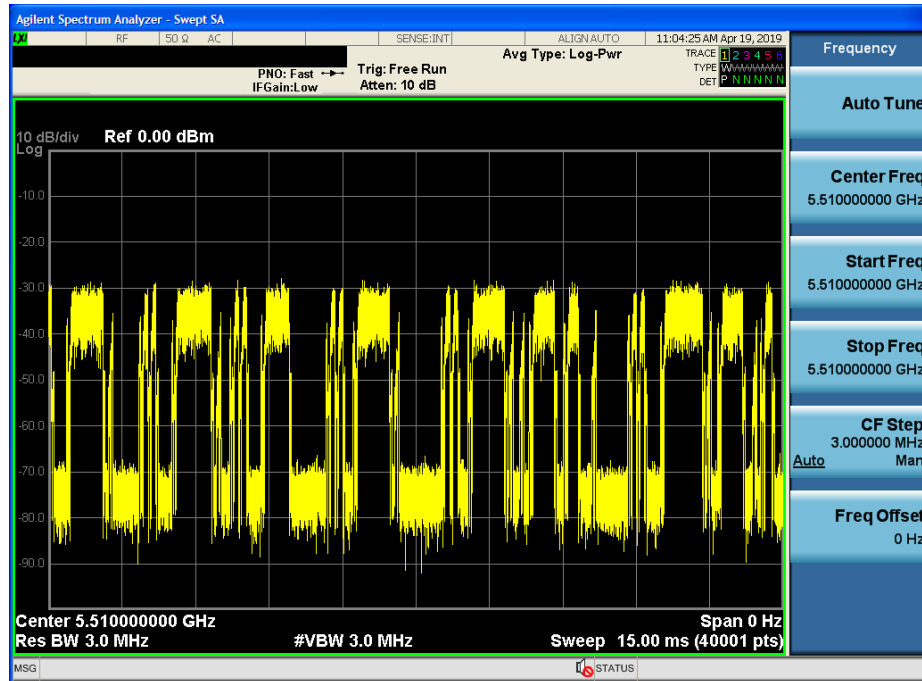 Agilent Spectrum Analyzer - Swept SA
LXI RF 50 Ω AC SENSE:INT ALIGN AUTO 11:04:25 AM Apr 19, 2019
Frequency
Avg Type: Log-Pwr
TRACE 1 2 3 4 5 6
PNO: Fast Trig: Free Run
TYPE WWWWWW
IFGain:Low Atten: 10 dB
DET P N N N N N
Auto Tune
10 dB/div Ref 0.00 dBm
Log
Center Freq
5.510000000 GHz
-10.0
-20.0
Start Freq
5.510000000 GHz
-30.0
-40.0
Stop Freq
5.510000000 GHz
-50.0
-60.0
CF Step
3.000000 MHz
Auto Man
-70.0
-80.0
Freq Offset
0 Hz
-90.0
Center 5.510000000 GHz Span 0 Hz
Res BW 3.0 MHz #VBW 3.0 MHz Sweep 15.00 ms (40001 pts)
MSG STATUS